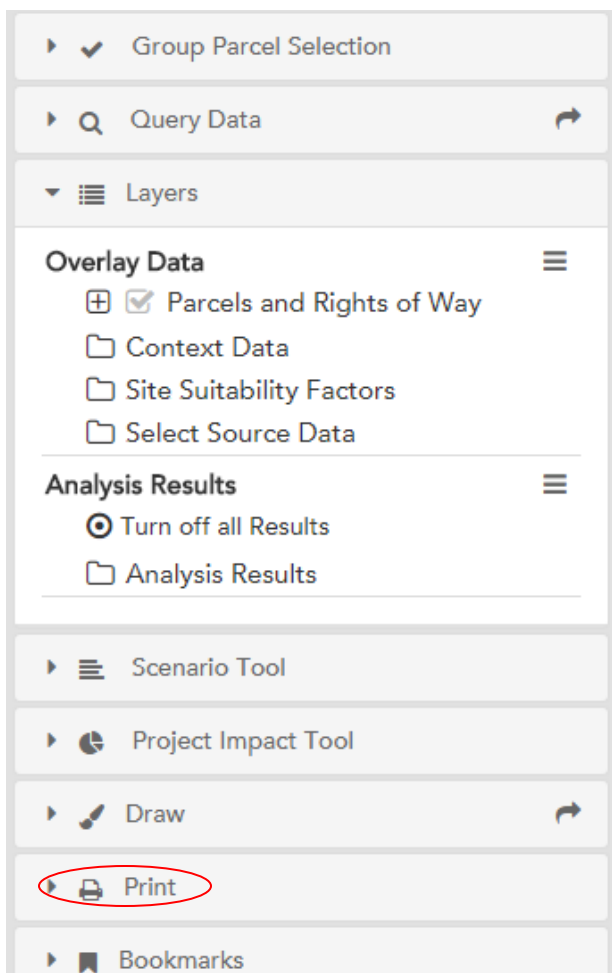 Group Parcel Selection
Query Data
Layers
Overlay Data
Parcels and Rights of Way
Context Data
Site Suitability Factors
Select Source Data
Analysis Results
Turn off all Results
Analysis Results
Scenario Tool
Project Impact Tool
Draw
Print
Bookmarks